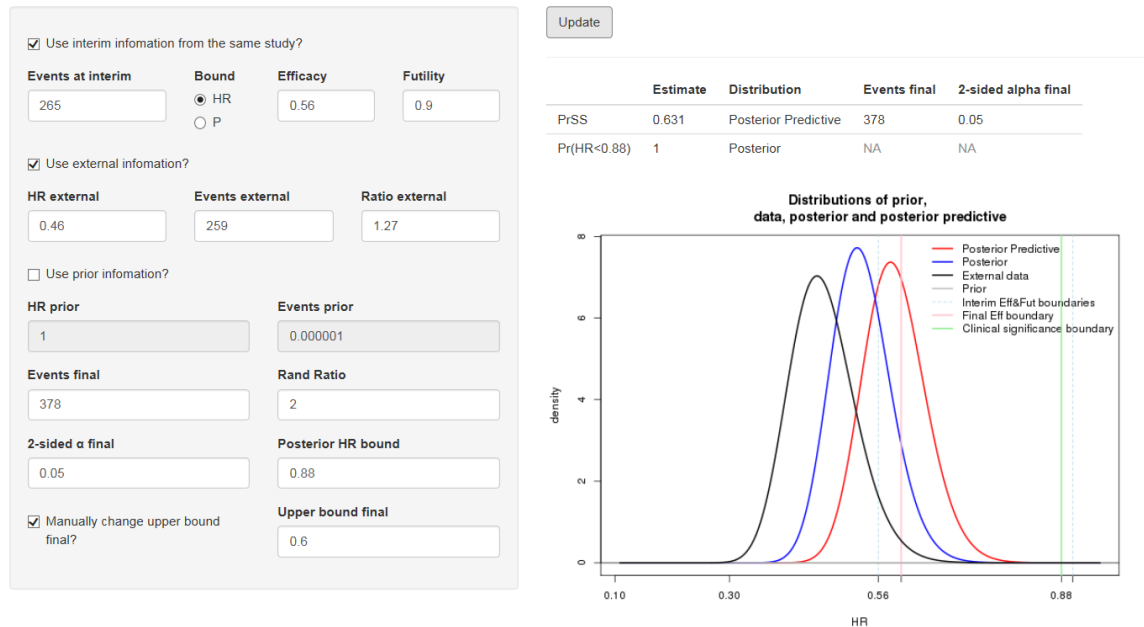 Use interim infomation from the same study?
Events at interim Bound Efficacy Futility
265 HR 0.56 0.9
P
Use external infomation?
HR external Events external Ratio external
0.46 259 1.27
Use prior infomation?
HR prior Events prior
1 0.000001
Events final Rand Ratio
378 2
2-sided α final Posterior HR bound
0.05 0.88
Manually change upper bound
final?
Upper bound final
0.6
Update
Estimate Distribution Events final 2-sided alpha final
PrSS 0.631 Posterior Predictive 378 0.05
Pr(HR<0.88) 1 Posterior NA NA
Distributions of prior,
data, posterior and posterior predictive
Posterior Predictive
Posterior
External data
Prior
Interim Eff&Fut boundaries
Final Eff boundary
Clinical significance boundary
density
8
6
4
2
0
0.10 0.30 0.56 0.88
HR